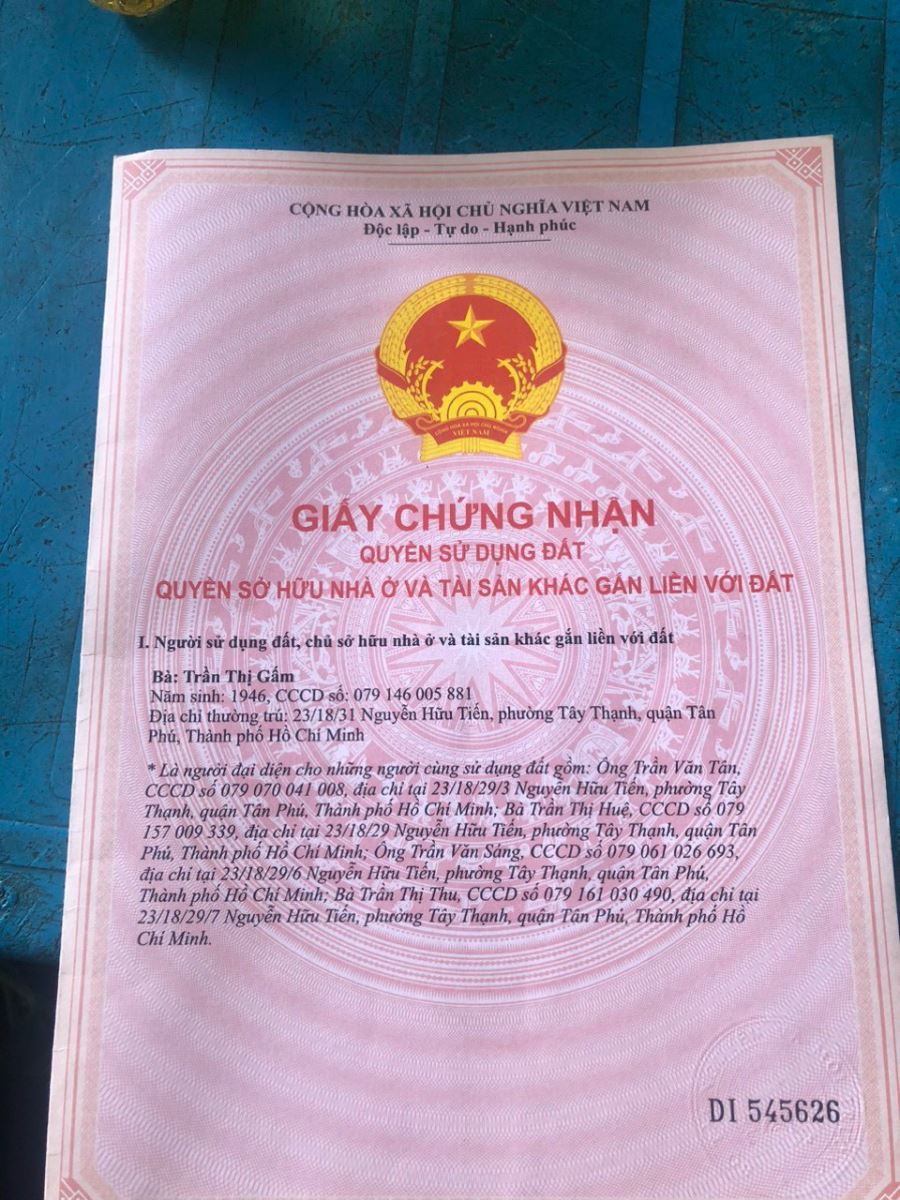 CỘNG HÒA XÃ HỘI CHỦ NGHĨA VIỆT NAM
Độc lập - Tự do - Hạnh phúc
CỘNG HÒA XÃ HỘI CHỦ NGHĨA
VIỆT NAM
GIẤY CHỨNG NHẬN
QUYỀN SỬ DỤNG ĐẤT
QUYỀN SỞ HỮU NHÀ Ở VÀ TÀI SẢN KHÁC GẮN LIỀN VỚI ĐẤT
I. Người sử dụng đất, chủ sở hữu nhà ở và tài sản khác gắn liền với đất
Bà: Trần Thị Gấm
Năm sinh: 1946, CCCD số: 079 146 005 881
Địa chỉ thường trú: 23/18/31 Nguyễn Hữu Tiến, phường Tây Thạnh, quận Tân
Phú, Thành phố Hồ Chí Minh
* Là người đại diện cho những người cùng sử dụng đất gồm: Ông Trần Văn Tân,
CCCD số 079 070 041 008, địa chỉ tại 23/18/29/3 Nguyễn Hữu Tiến, phường Tây
Thạnh, quận Tân Phú, Thành phố Hồ Chí Minh; Bà Trần Thị Huệ, CCCD số 079
157 009 339, địa chỉ tại 23/18/29 Nguyễn Hữu Tiến, phường Tây Thạnh, quận Tân
Phú, Thành phố Hồ Chí Minh; Ông Trần Văn Sáng, CCCD số 079 061 026 693,
địa chỉ tại 23/18/29/6 Nguyễn Hữu Tiến, phường Tây Thạnh, quận Tân Phú,
Thành phố Hồ Chí Minh; Bà Trần Thị Thu, CCCD số 079 161 030 490, địa chỉ tại
23/18/29/7 Nguyễn Hữu Tiến, phường Tây Thạnh, quận Tân Phú, Thành phố Hồ
Chí Minh.
DI 545626